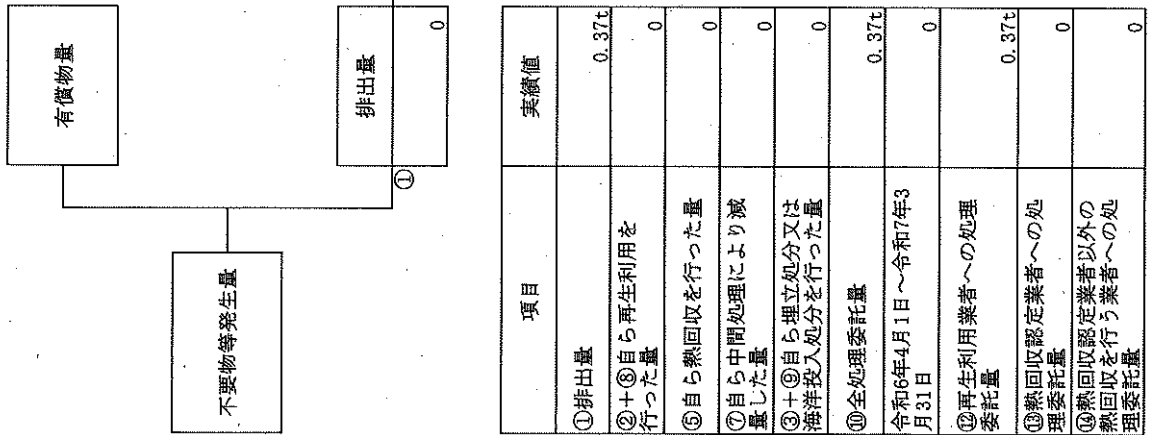 有償物量
不要物等発生量
①
排出量
0
項目
実績値
①排出量
0.37t
②+⑧自ら再生利用を
行った量
0
⑤自ら熱回収を行った量
0
⑦自ら中間処理により減
量した量
0
③+⑨自ら埋立処分又は
海洋投入処分を行った量
0
⑩全処理委託量
0.37t
令和6年4月1日~令和7年3
月31日
0
⑫再生利用業者への処理
委託量
0.37t
⑬熱回収認定業者への処
理委託量
0
⑭熱回収認定業者以外の
熱回収を行う業者への処
理委託量
0